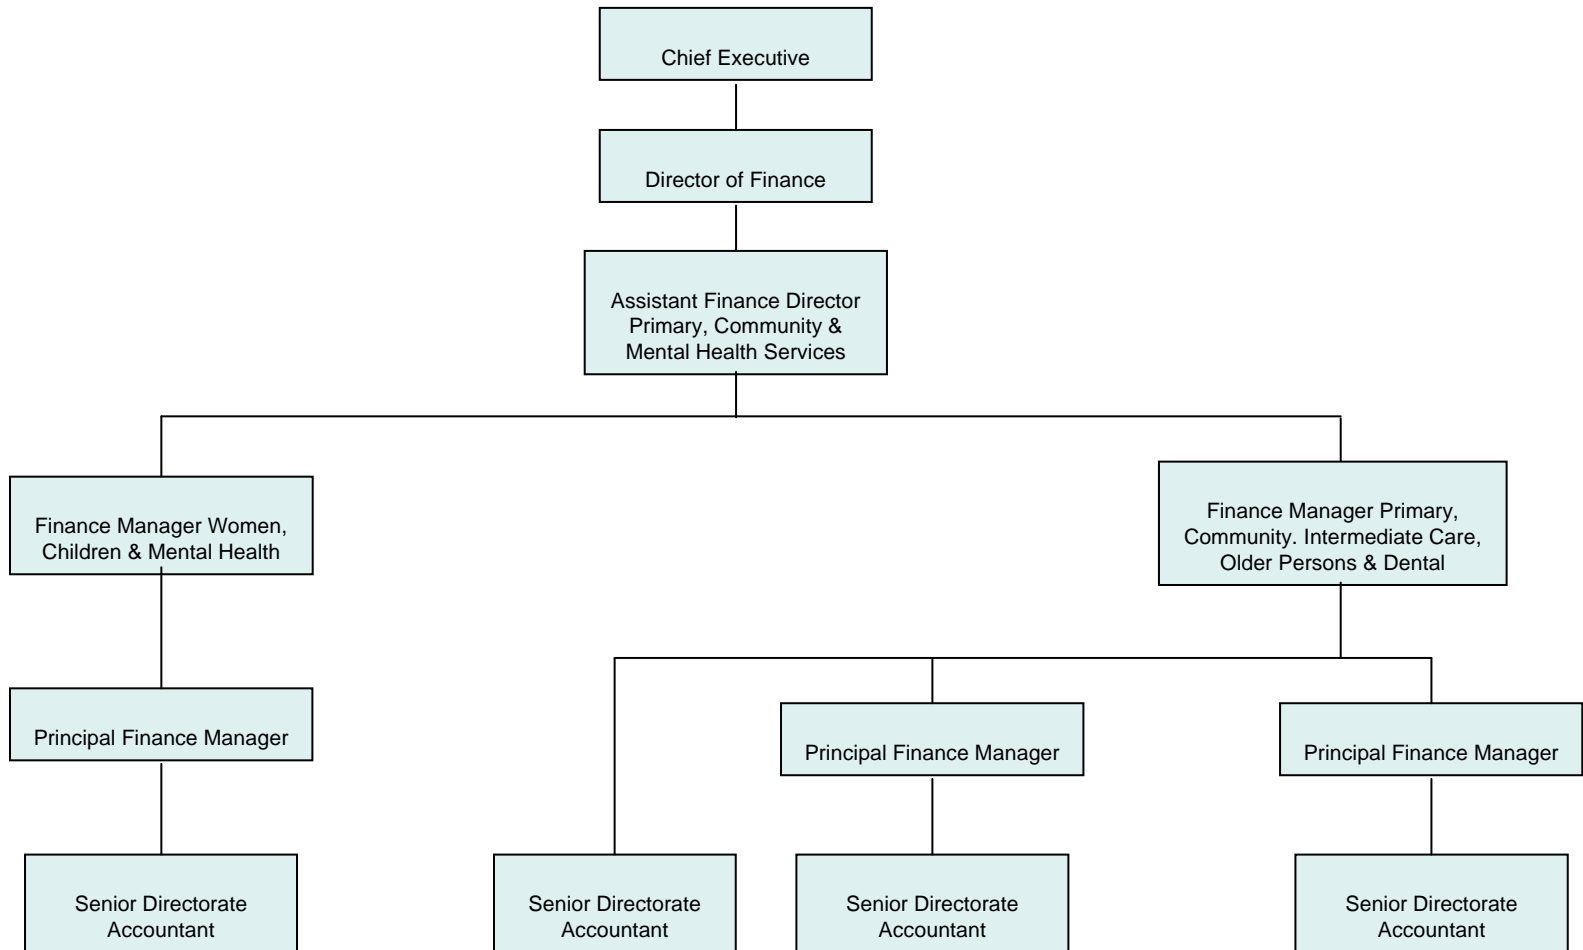 Chief Executive
Director of Finance
Assistant Finance Director
Primary, Community &
Mental Health Services
Finance Manager Women,
Children & Mental Health
Finance Manager Primary,
Community. Intermediate Care,
Older Persons & Dental
Principal Finance Manager
Principal Finance Manager
Principal Finance Manager
Senior Directorate
Accountant
Senior Directorate
Accountant
Senior Directorate
Accountant
Senior Directorate
Accountant